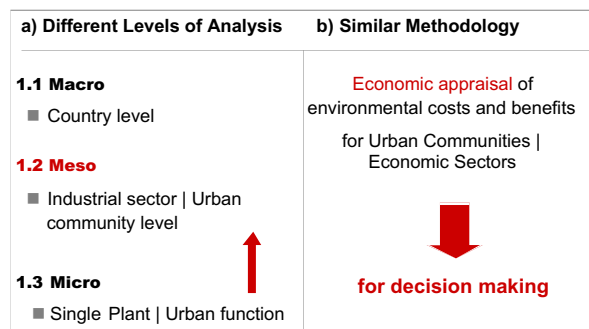 a) Different Levels of Analysis
b) Similar Methodology
1.1 Macro
Country level
1.2 Meso
Industrial sector | Urban
community level
1.3 Micro
Single Plant | Urban function
Economic appraisal of
environmental costs and benefits
for Urban Communities |
Economic Sectors
for decision making